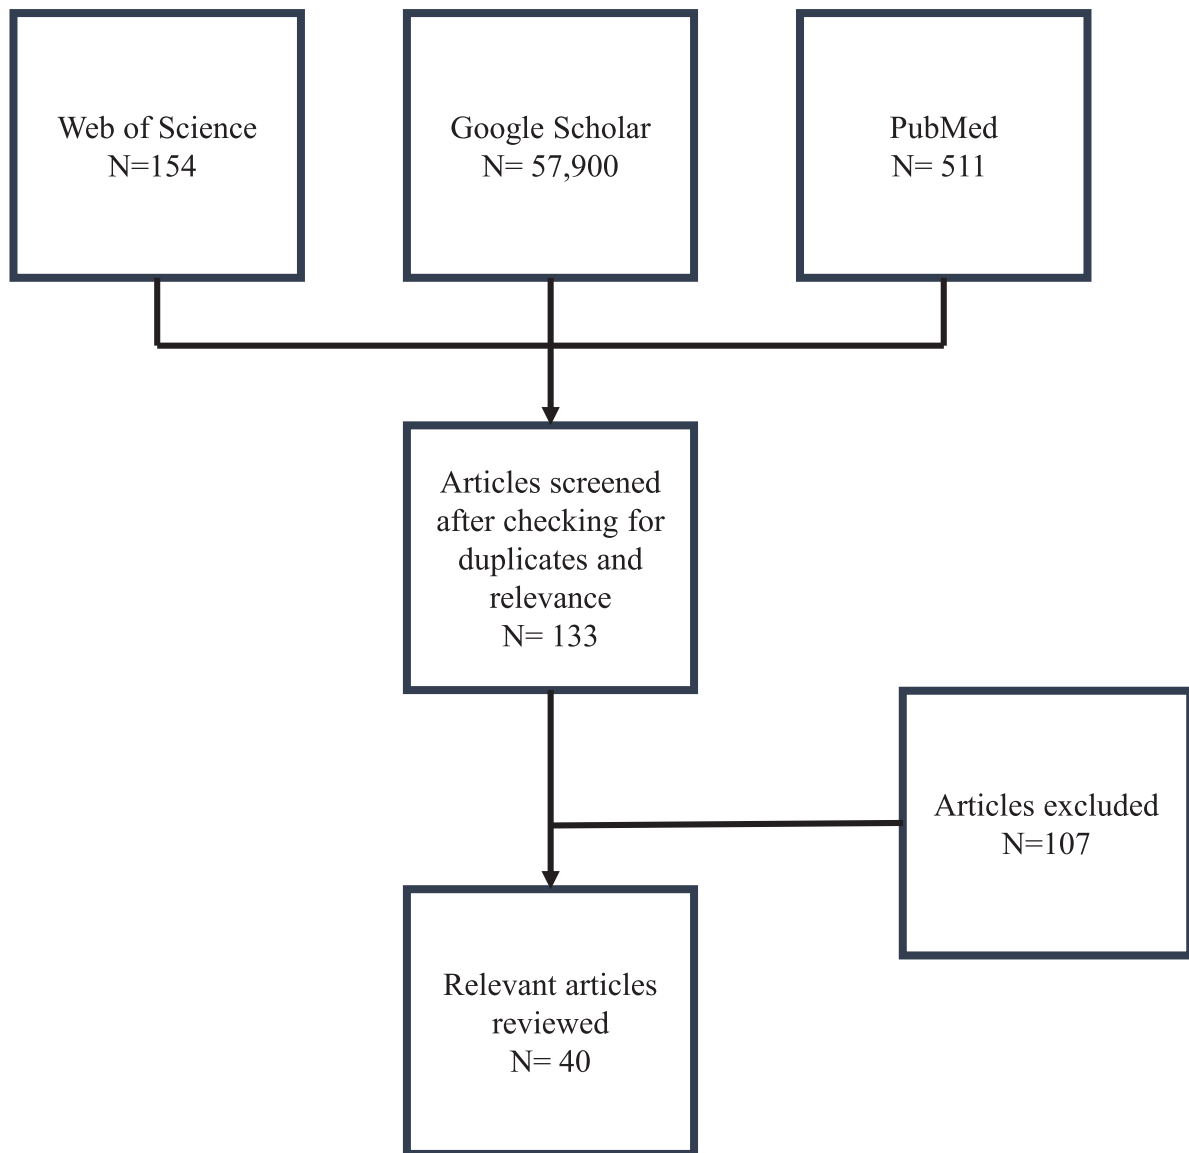 Web of Science
N=154
Google Scholar
N= 57,900
PubMed
N= 511
Articles screened
after checking for
duplicates and
relevance
N= 133
Articles excluded
N=107
Relevant articles
reviewed
N= 40